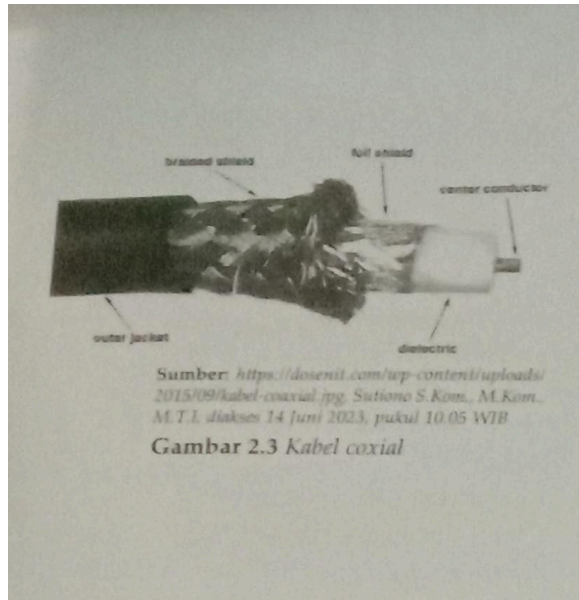 braided shield
foil shield
center conductor
outer jacket
dielectric
Sumber: https://dosenit.com/wp-content/uploads/
2015/09/kabel-coaxial.jpg, Sutiono S.Kom., M.Kom.,
M.T.I, diakses 14 Juni 2023, pukul 10.05 WIB
Gambar 2.3 Kabel coxial